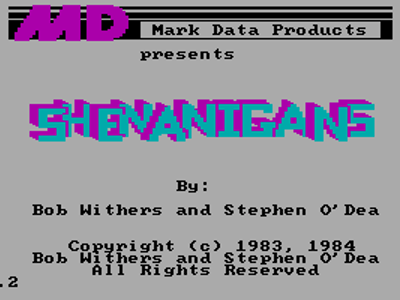 MD Mark Data Products
presents
SHENANIGANS
By:
Bob Withers and Stephen O'Dea
Copyright (c) 1983, 1984
Bob Withers and Stephen O'Dea
All Rights Reserved
.2